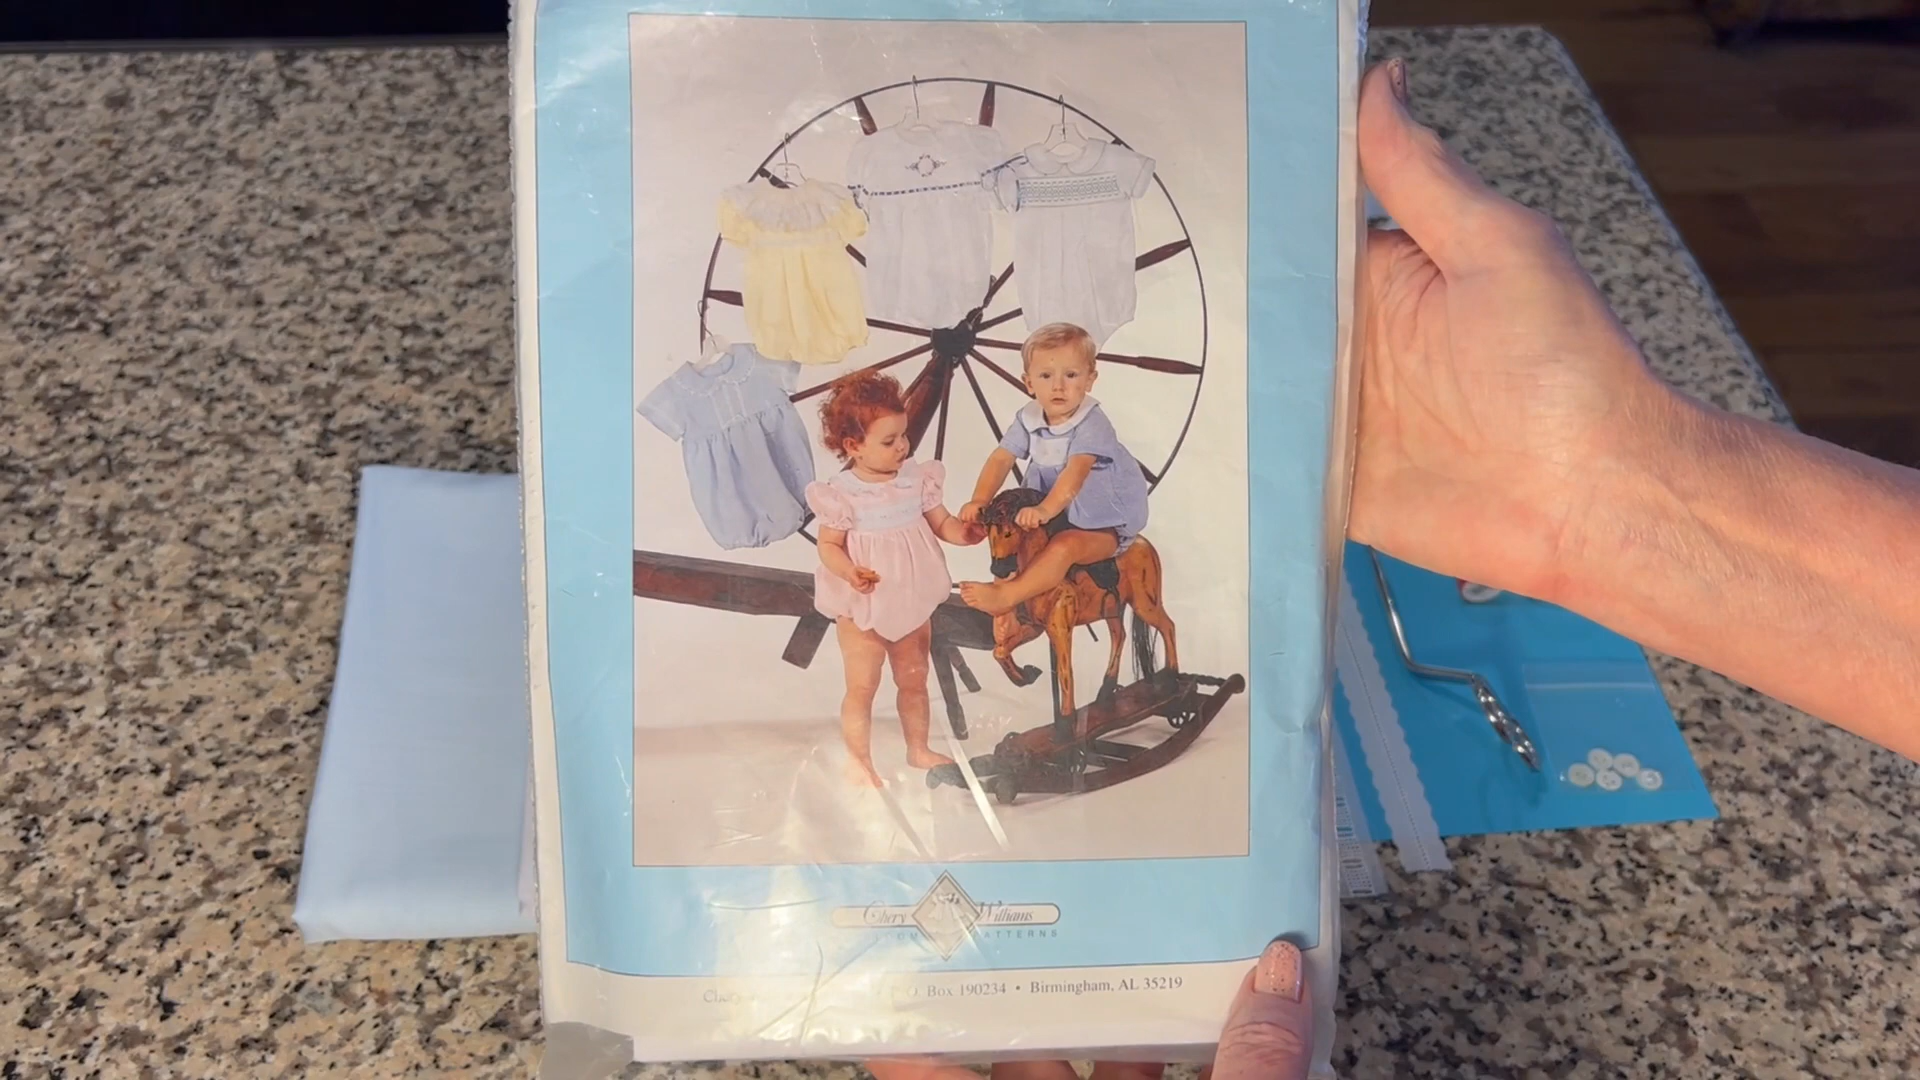 Chery Williams
PATTERNS
O. Box 190234 • Birmingham, AL 35219